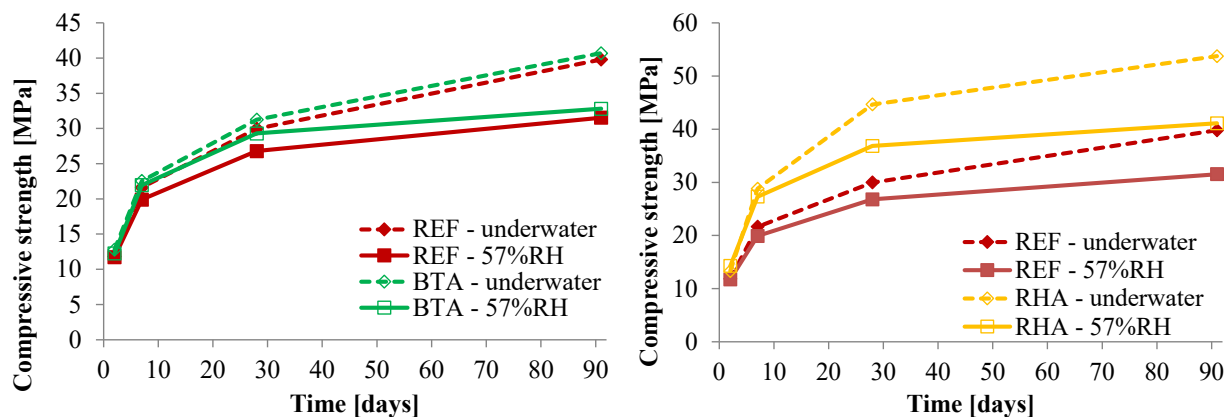 Compressive strength [MPa]
45
40
35
30
25
20
15
10
5
0
REF - underwater
REF - 57%RH
BTA - underwater
BTA - 57%RH
0 10 20 30 40 50 60 70 80 90
Time [days]
Compressive strength [MPa]
60
50
40
30
20
10
0
REF - underwater
REF - 57%RH
RHA - underwater
RHA - 57%RH
0 10 20 30 40 50 60 70 80 90
Time [days]